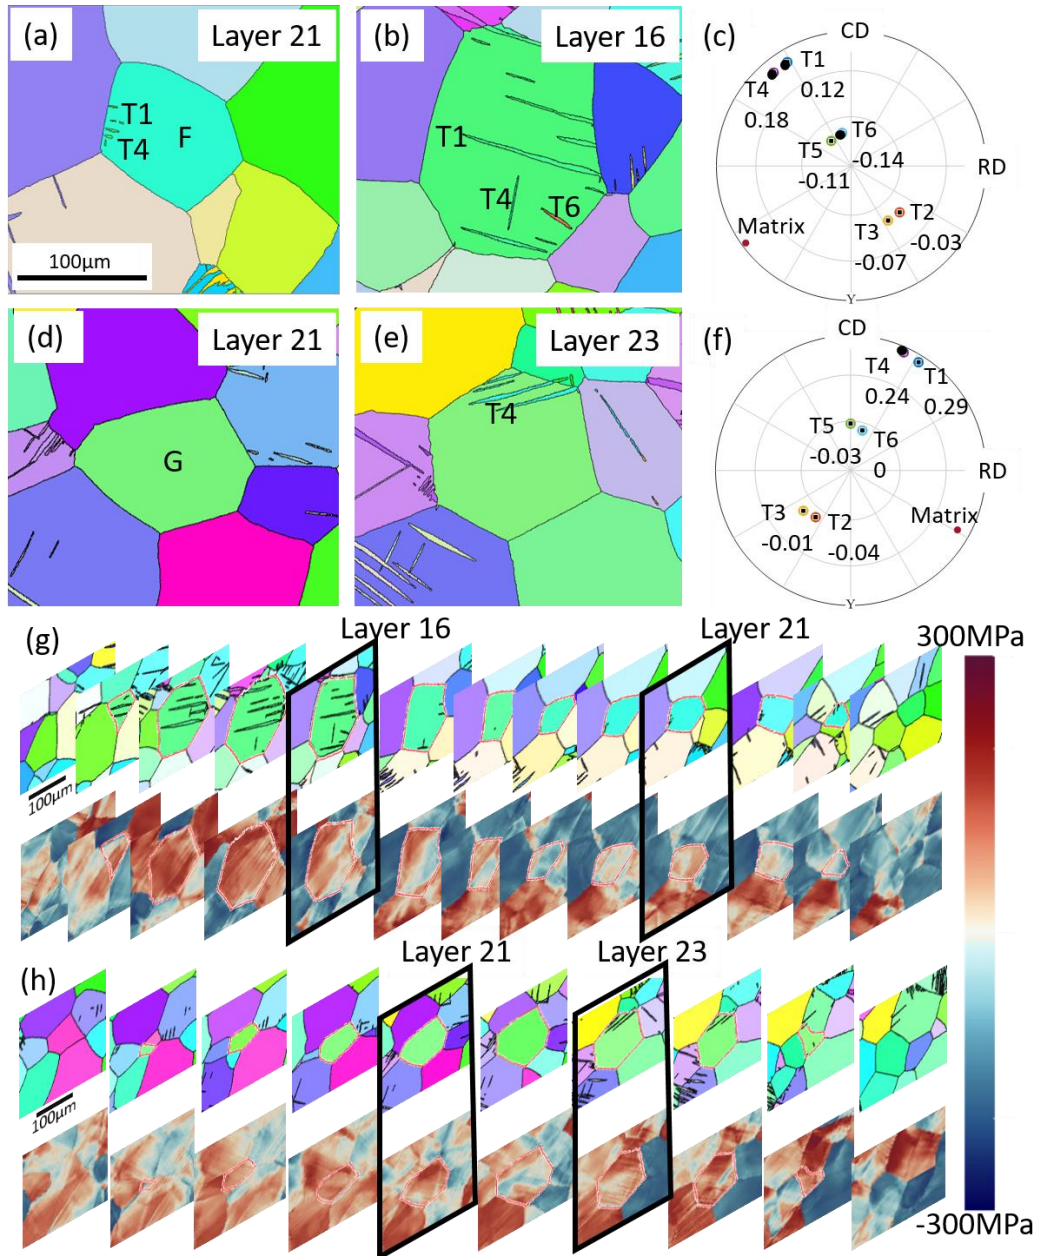 (a)
Layer 21
T1
T4
F
100µm
(b)
Layer 16
T1
T4
T6
(c)
CD
T1
0.12
T4
0.18
T6
-0.14
T5
-0.11
RD
T2
-0.03
T3
-0.07
Matrix
Y
(d)
Layer 21
G
(e)
Layer 23
T4
(f)
CD
T4
0.24
T1
0.29
T5
-0.03
T6
0
RD
T3
-0.01
T2
-0.04
Matrix
Y
(g)
Layer 16
Layer 21
100µm
300MPa
(h)
Layer 21
Layer 23
100µm
-300MPa